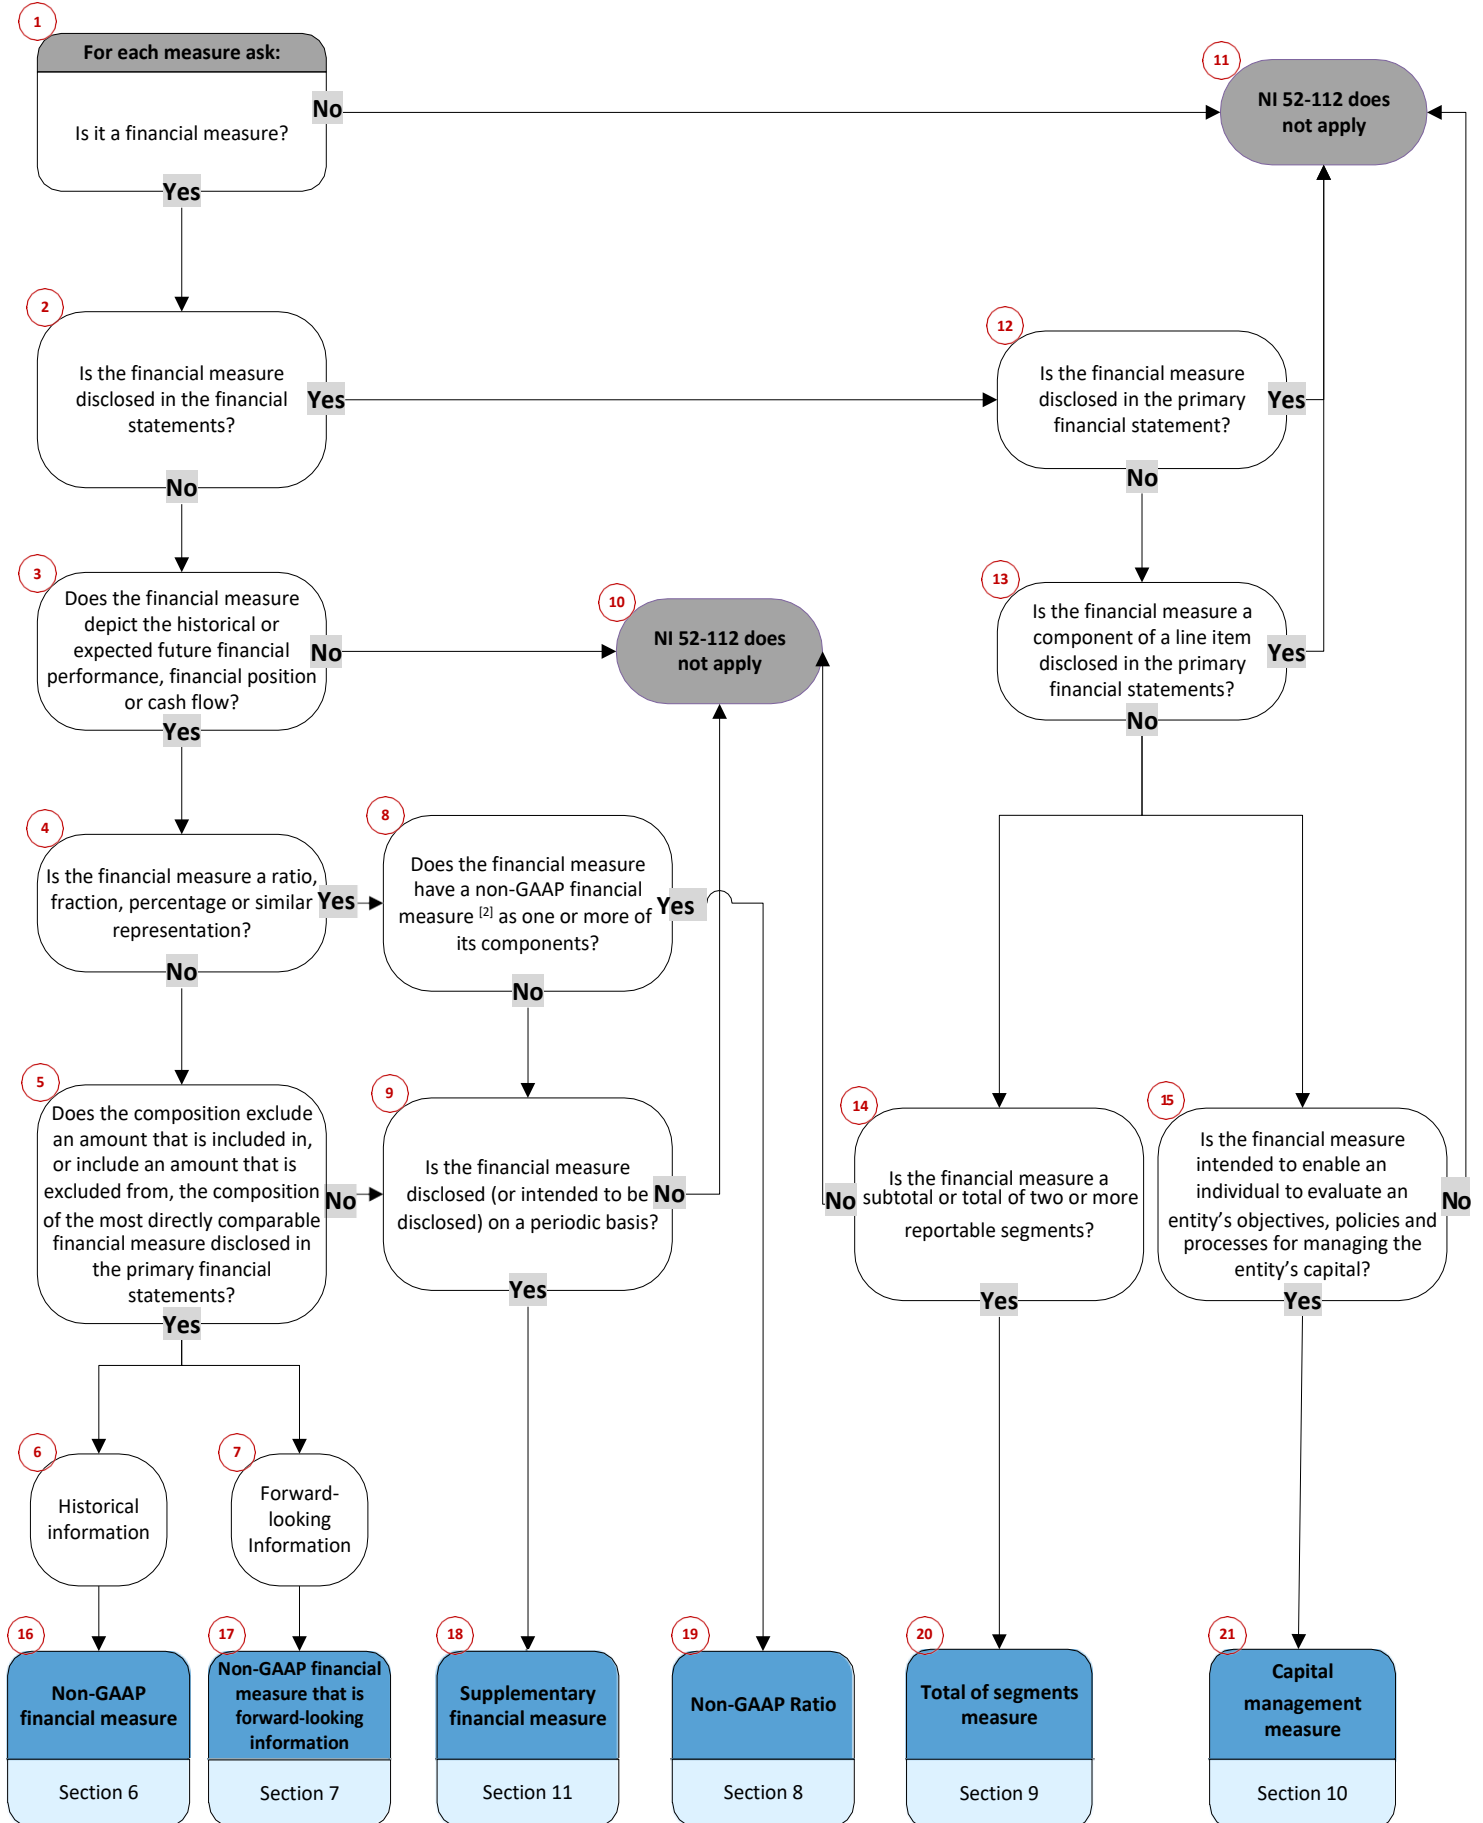 1
For each measure ask:
Is it a financial measure?
No
Yes
11
NI 52-112 does
not apply
2
Is the financial measure
disclosed in the financial
statements?
Yes
No
12
Is the financial measure
disclosed in the primary
financial statement?
Yes
No
3
Does the financial measure
depict the historical or
expected future financial
performance, financial position
or cash flow?
No
Yes
10
NI 52-112 does
not apply
13
Is the financial measure a
component of a line item
disclosed in the primary
financial statements?
Yes
No
4
Is the financial measure a ratio,
fraction, percentage or similar
representation?
Yes
No
8
Does the financial measure
have a non-GAAP financial
measure [2] as one or more of
its components?
Yes
No
5
Does the composition exclude
an amount that is included in,
or include an amount that is
excluded from, the composition
of the most directly comparable
financial measure disclosed in
the primary financial
statements?
No
Yes
9
Is the financial measure
disclosed (or intended to be
disclosed) on a periodic basis?
No
Yes
14
Is the financial measure a
subtotal or total of two or more
reportable segments?
No
Yes
15
Is the financial measure
intended to enable an
individual to evaluate an
entity’s objectives, policies and
processes for managing the
entity’s capital?
No
Yes
6
Historical
information
7
Forward-
looking
Information
16
Non-GAAP
financial measure
Section 6
17
Non-GAAP financial
measure that is
forward-looking
information
Section 7
18
Supplementary
financial measure
Section 11
19
Non-GAAP Ratio
Section 8
20
Total of segments
measure
Section 9
21
Capital
management
measure
Section 10